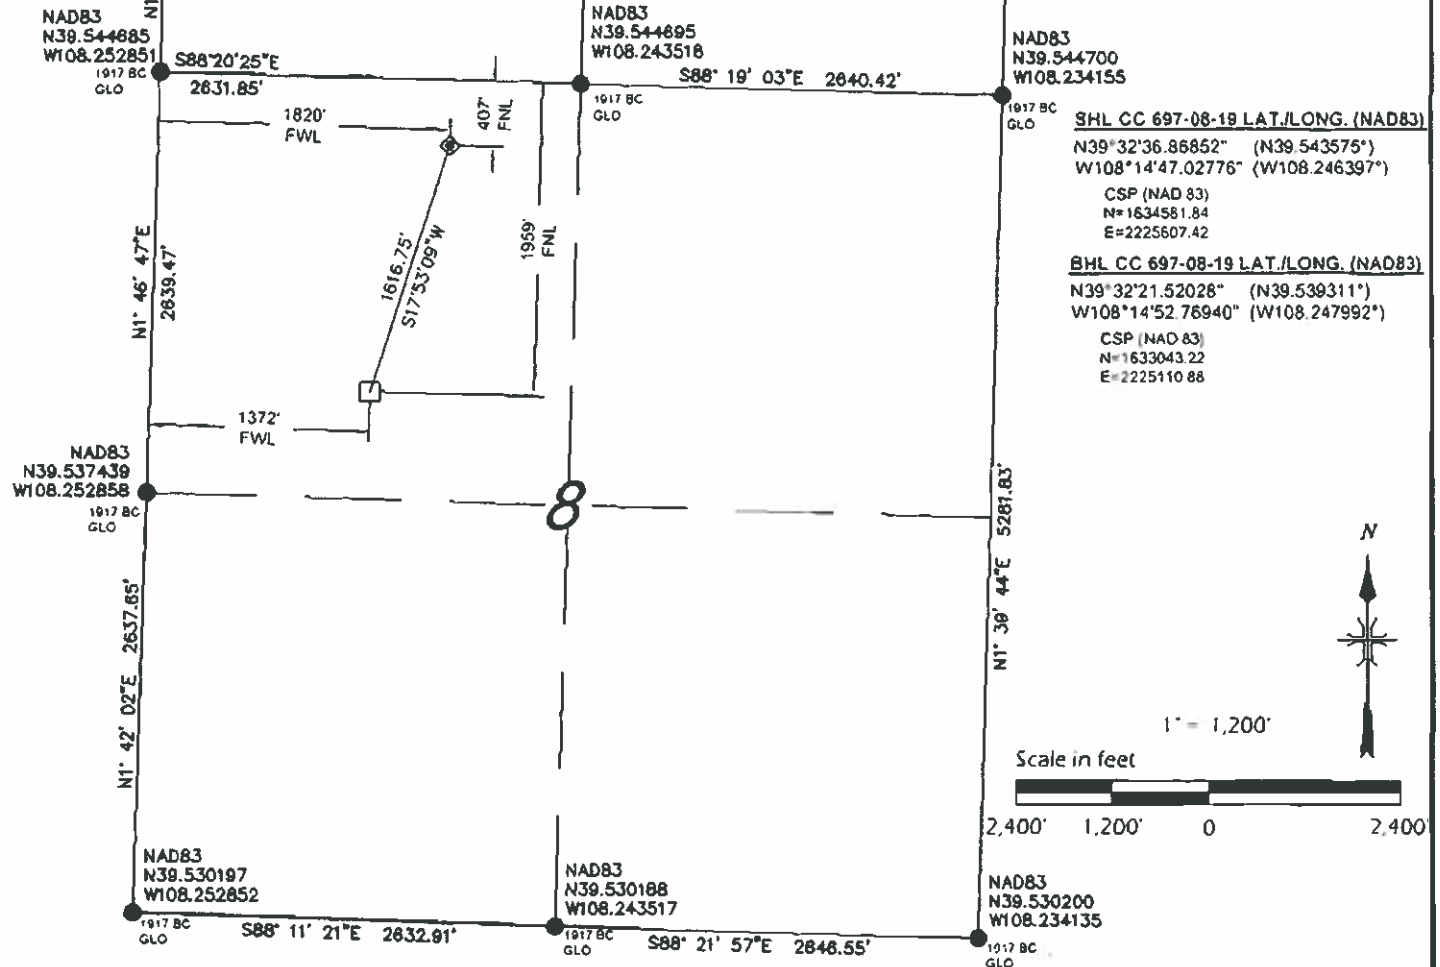 N1°
NAD83
N39.544885
W108.252851
1917 BC
GLO
S88°20'25"E
2631.85'
NAD83
N39.544695
W108.243518
1917 BC
GLO
S88° 19' 03"E 2640.42'
NAD83
N39.544700
W108.234155
1917 BC
GLO
1820'
FWL
407'
FNL
1959'
FNL
1616.75'
S17°53'09"W
N1° 46' 47"E
2639.47'
1372'
FWL
SHL CC 697-08-19 LAT./LONG. (NAD83)
N39°32'36.86852" (N39.543575°)
W108°14'47.02776" (W108.246397°)
CSP (NAD 83)
N=1634581.84
E=2225607.42
BHL CC 697-08-19 LAT./LONG. (NAD83)
N39°32'21.52028" (N39.539311°)
W108°14'52.76940" (W108.247992°)
CSP (NAD 83)
N=1633043.22
E=2225110.88
NAD83
N39.537439
W108.252858
1917 BC
GLO
8
N1° 39' 44"E 5281.83'
N1° 42' 02"E 2637.65'
N
1" = 1,200'
Scale in feet
2,400' 1,200' 0 2,400'
NAD83
N39.530197
W108.252852
1917 BC
GLO
S88° 11' 21"E 2632.91'
NAD83
N39.530188
W108.243517
1917 BC
GLO
S88° 21' 57"E 2646.55'
NAD83
N39.530200
W108.234135
1917 BC
GLO